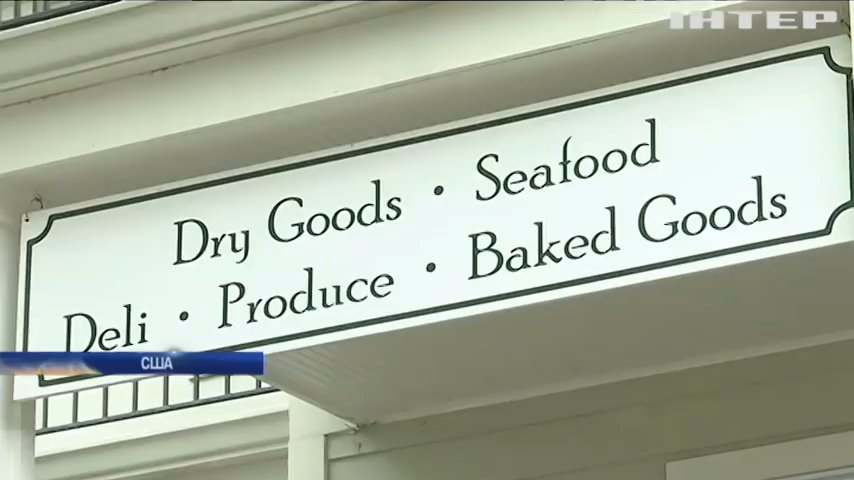 ІНТЕР
Dry Goods · Seafood
Deli · Produce · Baked Goods
США